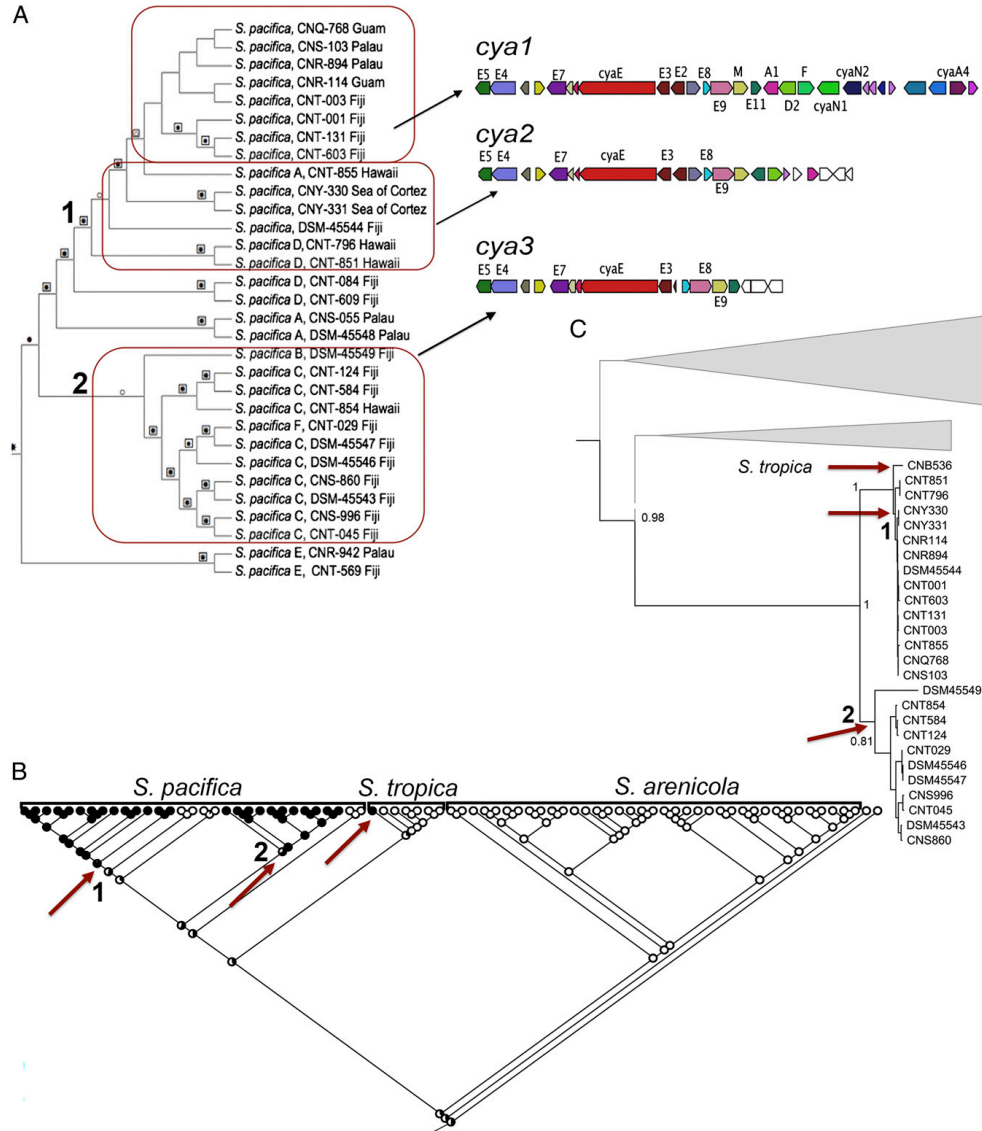 A
S. pacifica, CNQ-768 Guam
S. pacifica, CNS-103 Palau
S. pacifica, CNR-894 Palau
S. pacifica, CNR-114 Guam
S. pacifica, CNT-003 Fiji
S. pacifica, CNT-001 Fiji
S. pacifica, CNT-131 Fiji
S. pacifica, CNT-603 Fiji
S. pacifica A, CNT-855 Hawaii
S. pacifica, CNY-330 Sea of Cortez
S. pacifica, CNY-331 Sea of Cortez
1
S. pacifica, DSM-45544 Fiji
S. pacifica D, CNT-796 Hawaii
S. pacifica D, CNT-851 Hawaii
S. pacifica D, CNT-084 Fiji
S. pacifica D, CNT-609 Fiji
S. pacifica A, CNS-055 Palau
S. pacifica A, DSM-45548 Palau
S. pacifica B, DSM-45549 Fiji
2
S. pacifica C, CNT-124 Fiji
S. pacifica C, CNT-584 Fiji
S. pacifica C, CNT-854 Hawaii
S. pacifica F, CNT-029 Fiji
S. pacifica C, DSM-45547 Fiji
S. pacifica C, DSM-45546 Fiji
S. pacifica C, CNS-860 Fiji
S. pacifica C, DSM-45543 Fiji
S. pacifica C, CNS-996 Fiji
S. pacifica C, CNT-045 Fiji
S. pacifica E, CNR-942 Palau
S. pacifica E, CNT-569 Fiji
cya1
E5 E4 E7 cyaE E3 E2 E8 M A1 F cyaN2 cyaA4
E9 E11 D2 cyaN1
cya2
E5 E4 E7 cyaE E3 E8
E9
cya3
E5 E4 E7 cyaE E3 E8
E9
C
S. tropica
CNB536
CNT851
1
CNT796
CNY330
0.98
CNY331
1
CNR114
CNR894
DSM45544
CNT001
CNT603
1
CNT131
CNT003
CNT855
CNQ768
CNS103
DSM45549
2
CNT854
CNT584
CNT124
0.81
CNT029
DSM45546
DSM45547
CNS996
CNT045
DSM45543
CNS860
B
S. pacifica S. tropica S. arenicola
2
1